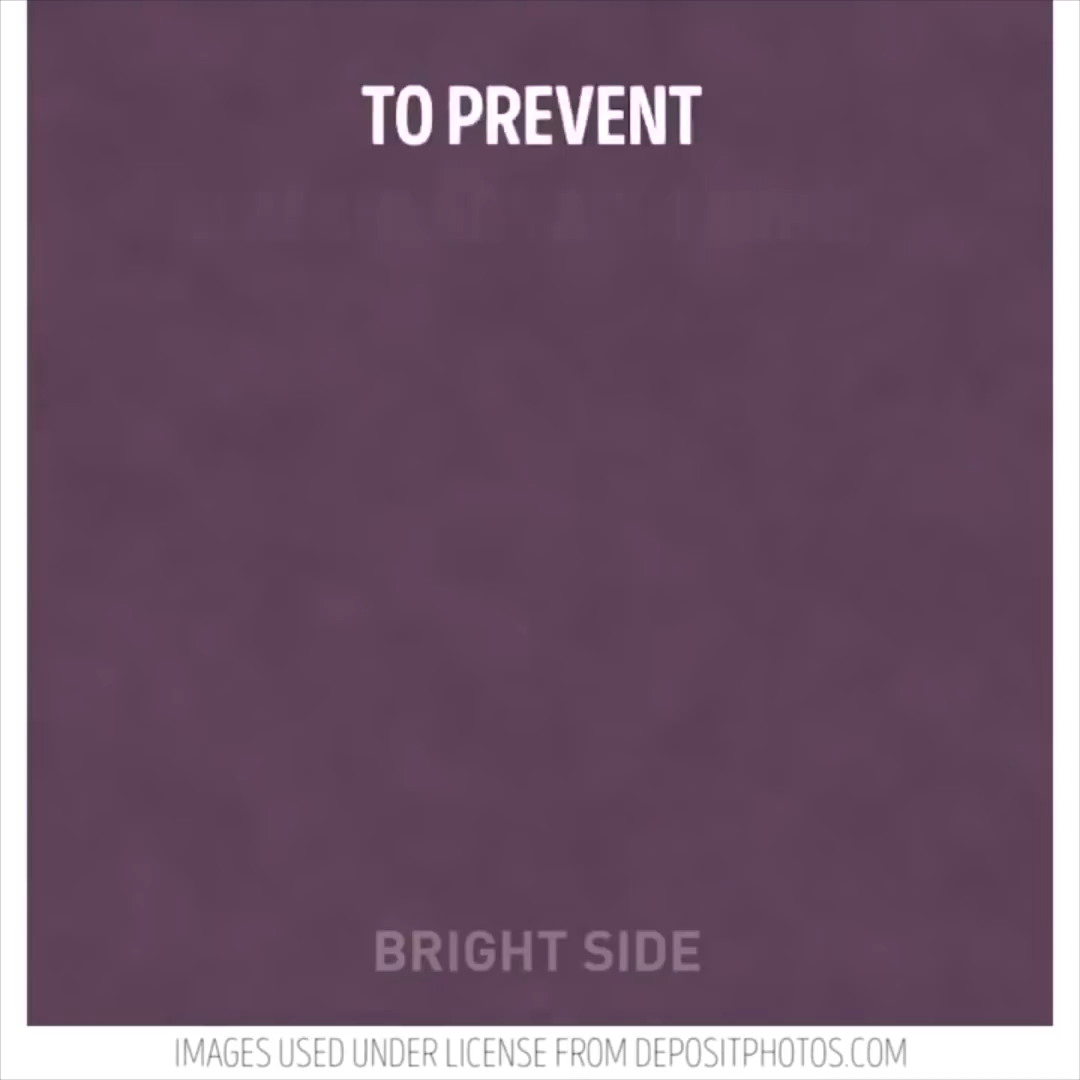 TO PREVENT
BRIGHT SIDE
IMAGES USED UNDER LICENSE FROM DEPOSITPHOTOS.COM